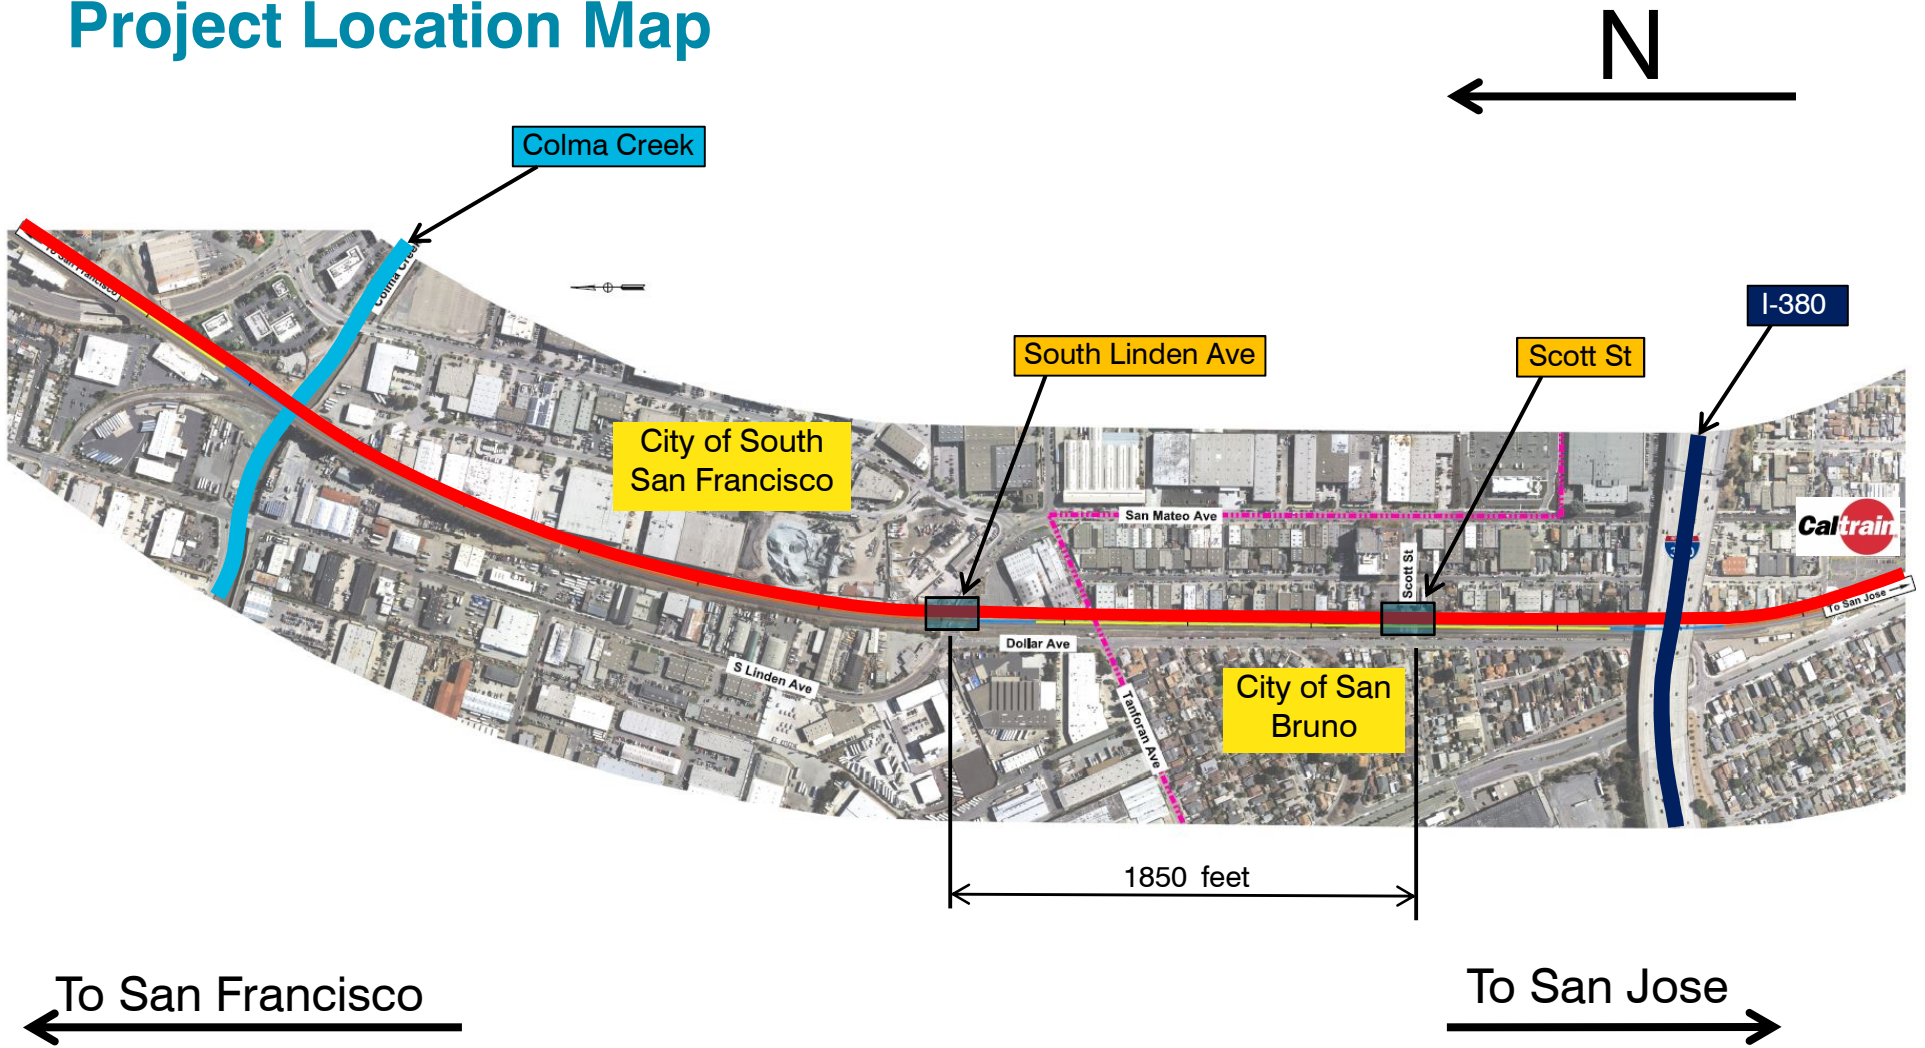 Project Location Map
N
Colma Creek
I-380
South Linden Ave
Scott St
To San Francisco
Colma Creek
City of South
San Francisco
San Mateo Ave
Caltrain
Scott St
To San Jose
Dollar Ave
S Linden Ave
Tanforan Ave
City of San
Bruno
1850 feet
To San Francisco
To San Jose